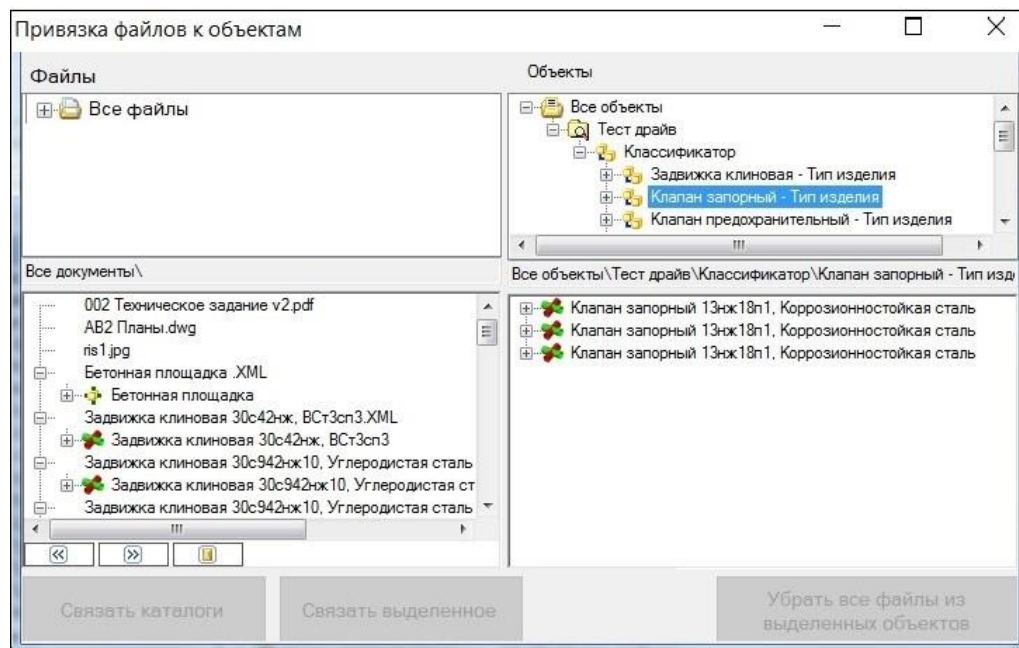 Привязка файлов к объектам
Файлы
Все файлы
Объекты
Все объекты
Тест драйв
Классификатор
Задвижка клиновая - Тип изделия
Клапан запорный - Тип изделия
Клапан предохранительный - Тип изделия
Все документы\
002 Техническое задание v2.pdf
АВ2 Планы.dwg
ris1.jpg
Бетонная площадка .XML
Бетонная площадка
Задвижка клиновая 30с42нж, ВСт3сп3.XML
Задвижка клиновая 30с42нж, ВСт3сп3
Задвижка клиновая 30с942нж10, Углеродистая сталь
Задвижка клиновая 30с942нж10, Углеродистая ст
Задвижка клиновая 30с942нж10, Углеродистая сталь
Все объекты\Тест драйв\Классификатор\Клапан запорный - Тип изд
Клапан запорный 13нж18п1, Коррозионностойкая сталь
Клапан запорный 13нж18п1, Коррозионностойкая сталь
Клапан запорный 13нж18п1, Коррозионностойкая сталь
Связать каталоги
Связать выделенное
Убрать все файлы из
выделенных объектов